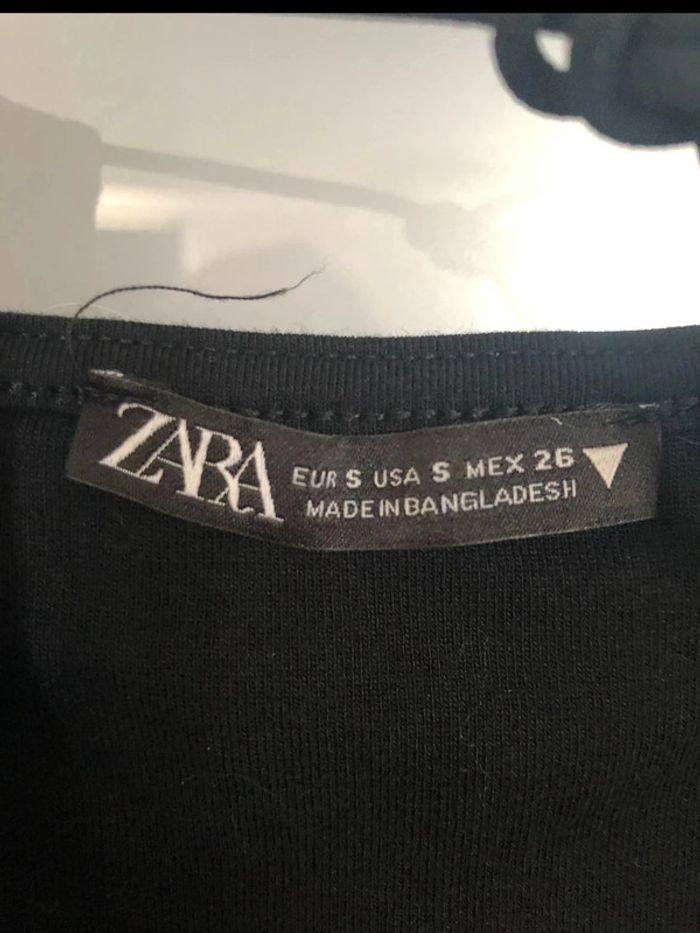 ZARA
EUR S USA S MEX 26
MADE IN BANGLADESH